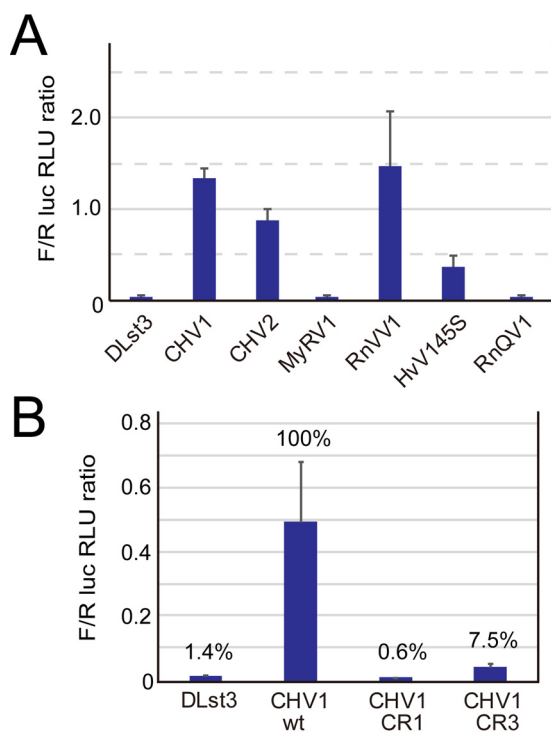 A
F/R luc RLU ratio
2.0
1.0
0
DLst3
CHV1
CHV2
MyRV1
RnVV1
HvV145S
RnQV1
B
F/R luc RLU ratio
0.8
0.6
0.4
0.2
0
1.4%
100%
0.6%
7.5%
DLst3
CHV1
wt
CHV1
CR1
CHV1
CR3